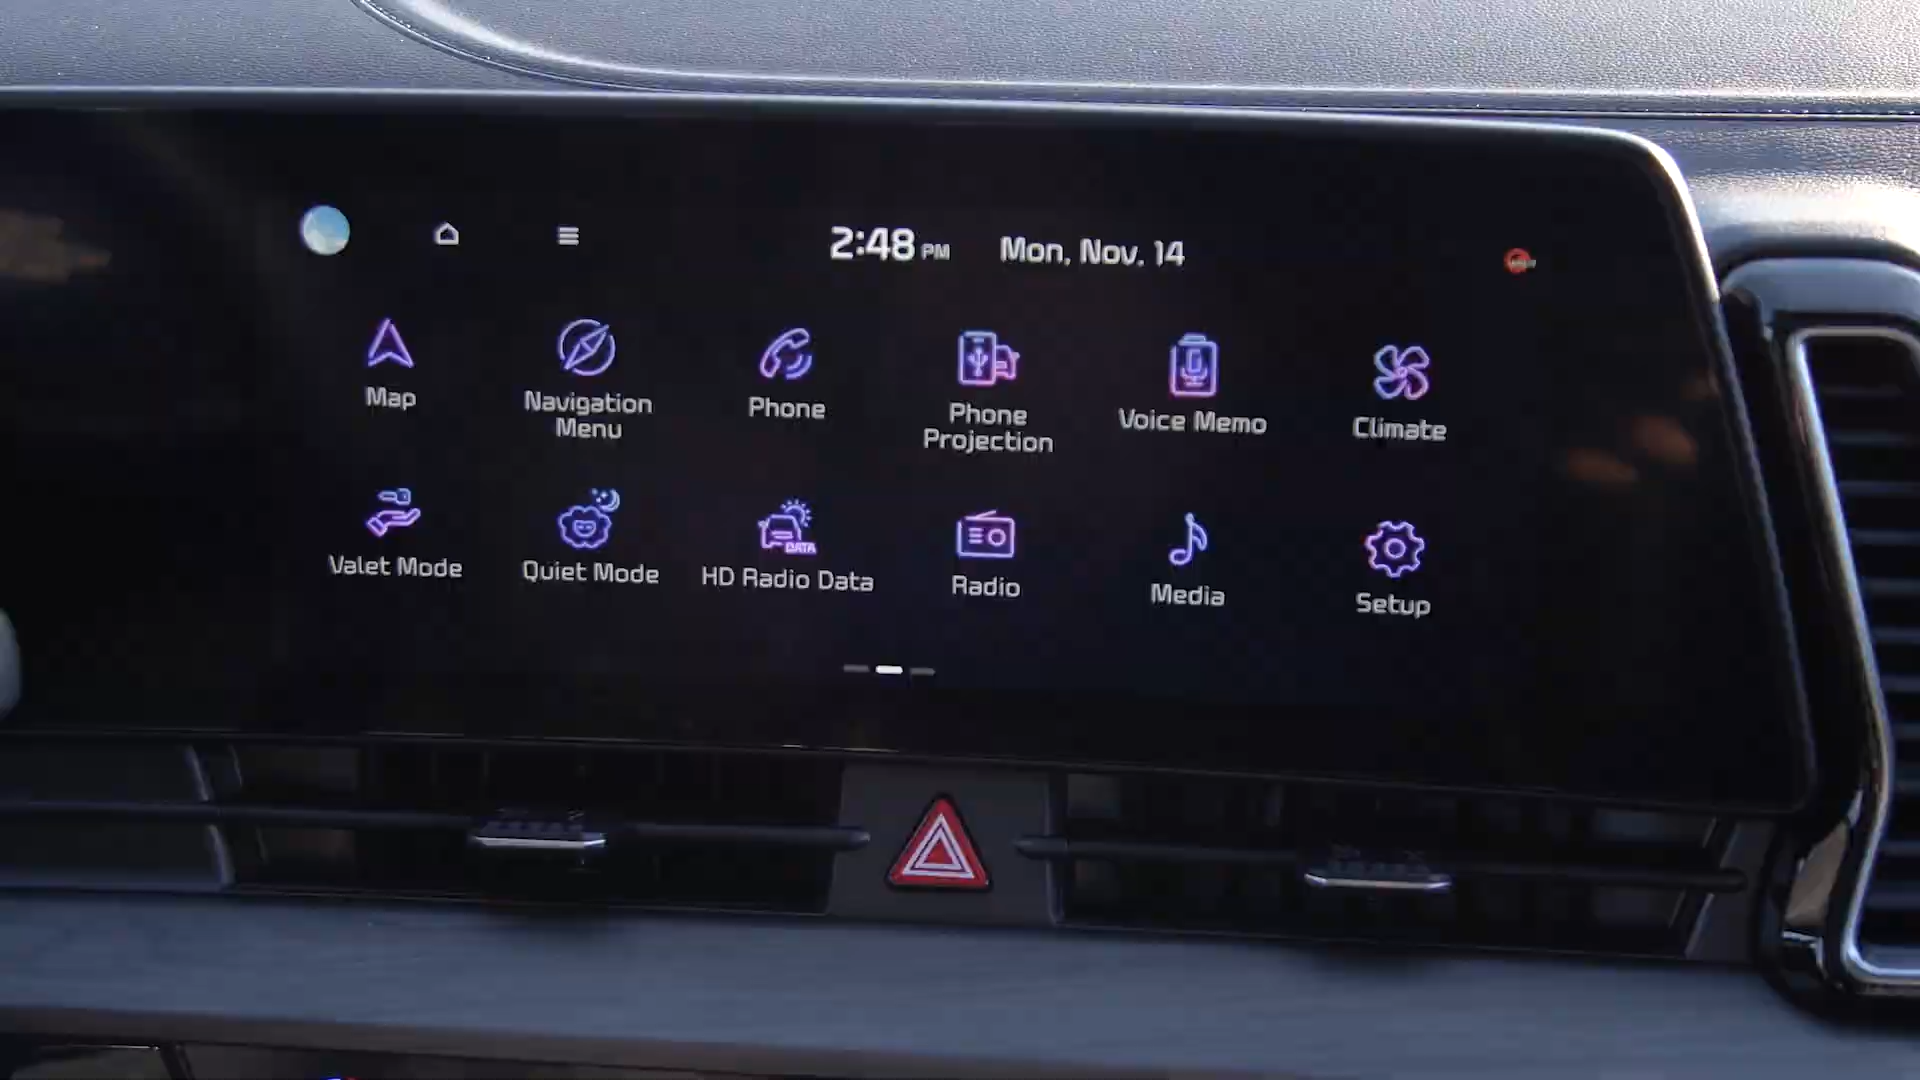 2:48 PM Mon, Nov. 14
Map
Navigation
Menu
Phone
Phone
Projection
Voice Memo
Climate
Valet Mode
Quiet Mode
DATA
HD Radio Data
Radio
Media
Setup